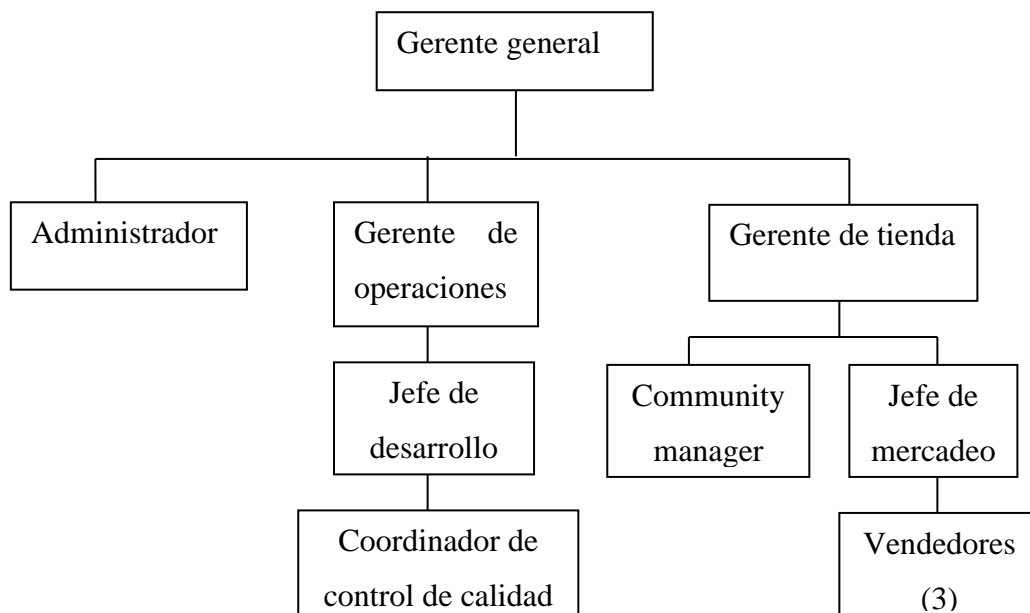 Gerente general
Administrador
Gerente de
operaciones
Gerente de tienda
Jefe de
desarrollo
Community
manager
Jefe de
mercadeo
Coordinador de
control de calidad
Vendedores
(3)